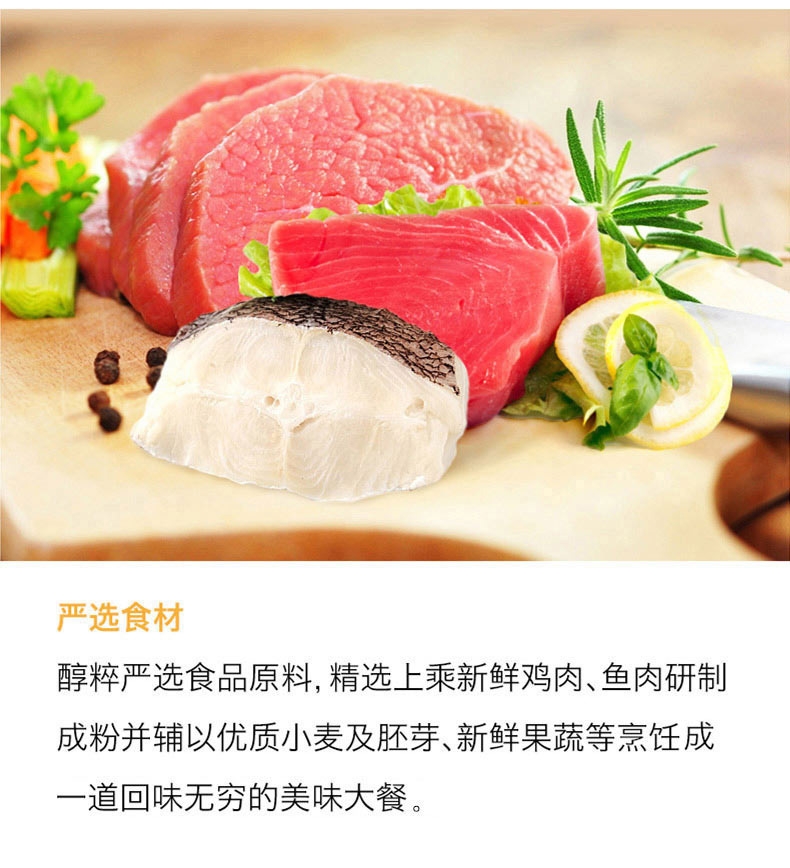 严选食材
醇粹严选食品原料,精选上乘新鲜鸡肉、鱼肉研制
成粉并辅以优质小麦及胚芽、新鲜果蔬等烹饪成
一道回味无穷的美味大餐。